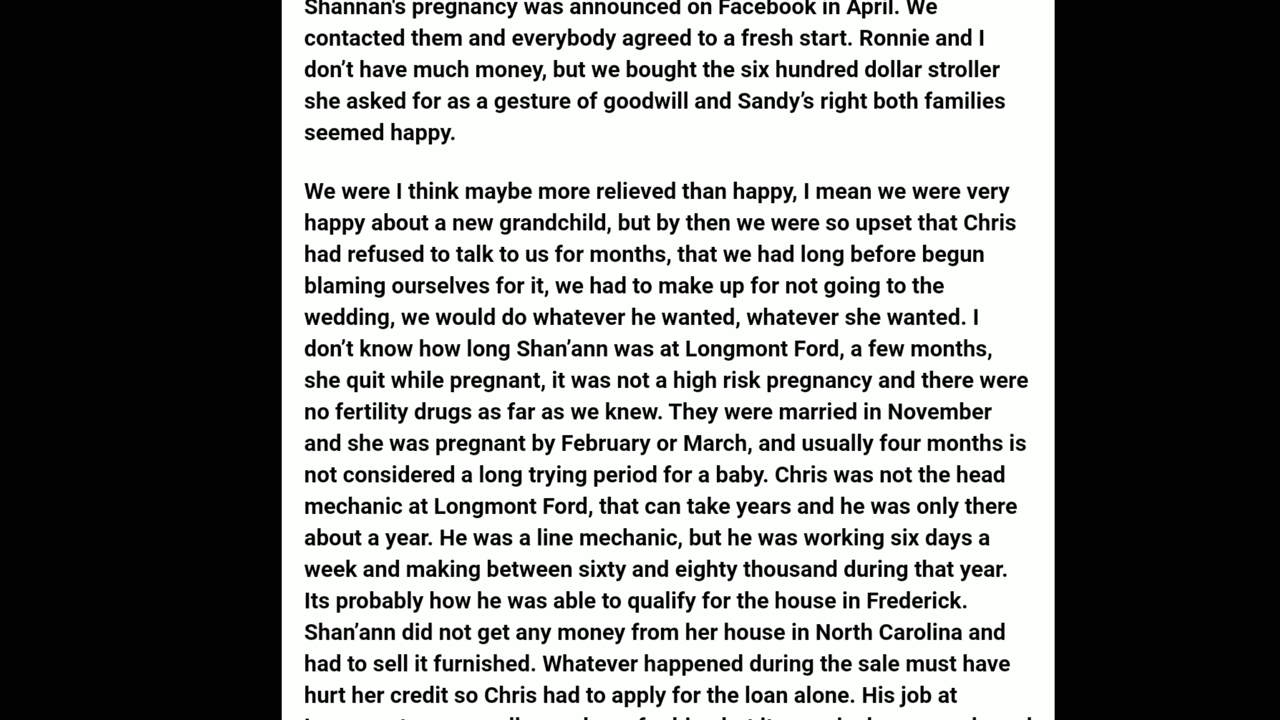 Shannan's pregnancy was announced on Facebook in April. We
contacted them and everybody agreed to a fresh start. Ronnie and I
don’t have much money, but we bought the six hundred dollar stroller
she asked for as a gesture of goodwill and Sandy’s right both families
seemed happy.
We were I think maybe more relieved than happy, I mean we were very
happy about a new grandchild, but by then we were so upset that Chris
had refused to talk to us for months, that we had long before begun
blaming ourselves for it, we had to make up for not going to the
wedding, we would do whatever he wanted, whatever she wanted. I
don’t know how long Shan’ann was at Longmont Ford, a few months,
she quit while pregnant, it was not a high risk pregnancy and there were
no fertility drugs as far as we knew. They were married in November
and she was pregnant by February or March, and usually four months is
not considered a long trying period for a baby. Chris was not the head
mechanic at Longmont Ford, that can take years and he was only there
about a year. He was a line mechanic, but he was working six days a
week and making between sixty and eighty thousand during that year.
Its probably how he was able to qualify for the house in Frederick.
Shan’ann did not get any money from her house in North Carolina and
had to sell it furnished. Whatever happened during the sale must have
hurt her credit so Chris had to apply for the loan alone. His job at